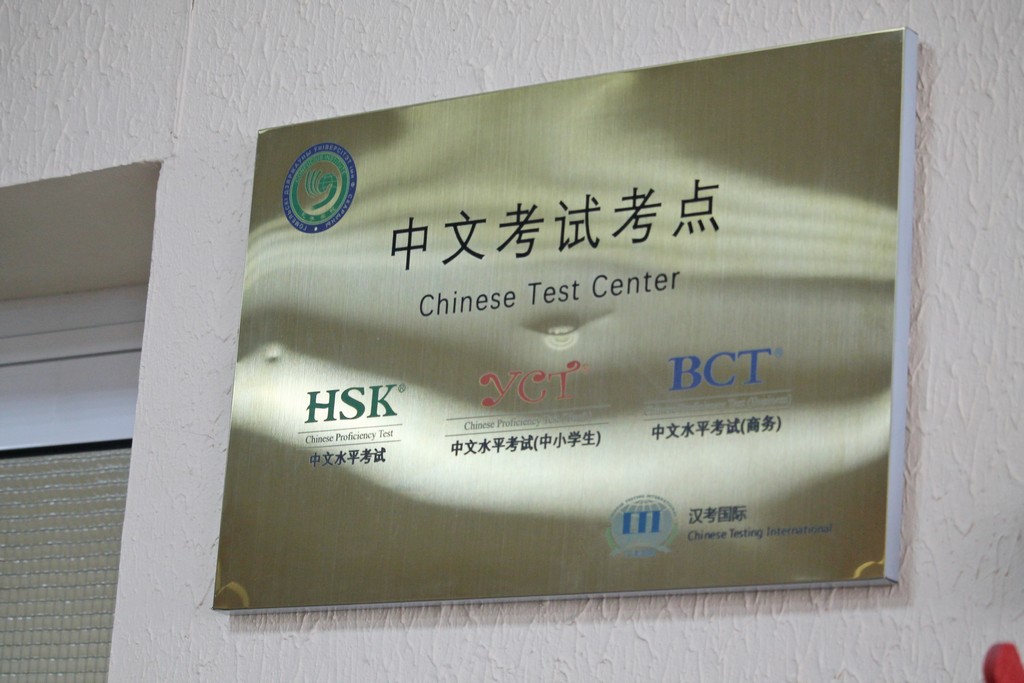 中文考试考点
Chinese Test Center
HSK®
Chinese Proficiency Test
中文水平考试
YCT
Chinese Proficiency
中文水平考试(中小学生)
BCT®
中文水平考试(商务)
汉考国际
Chinese Testing International